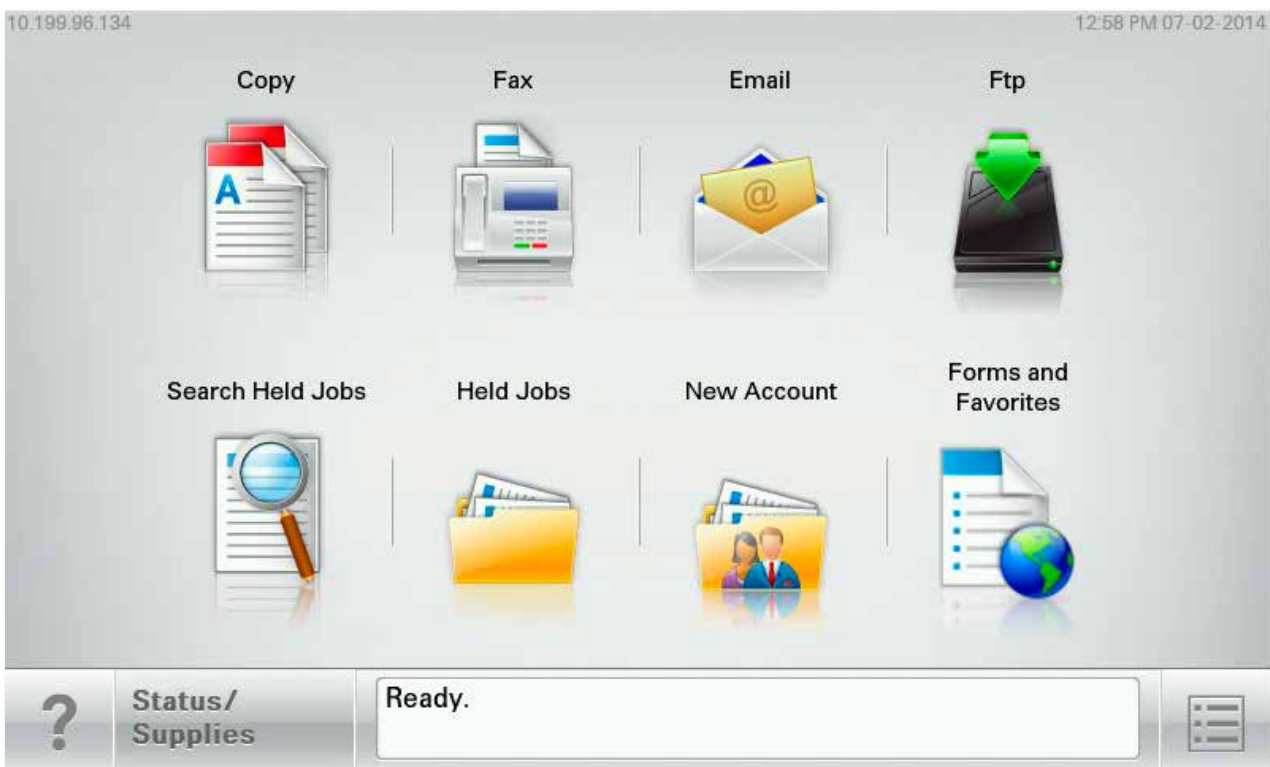 10.199.96.134
12:58 PM 07-02-2014
Copy
Fax
Email
Ftp
A
@
Search Held Jobs
Held Jobs
New Account
Forms and
Favorites
?
Status/
Supplies
Ready.